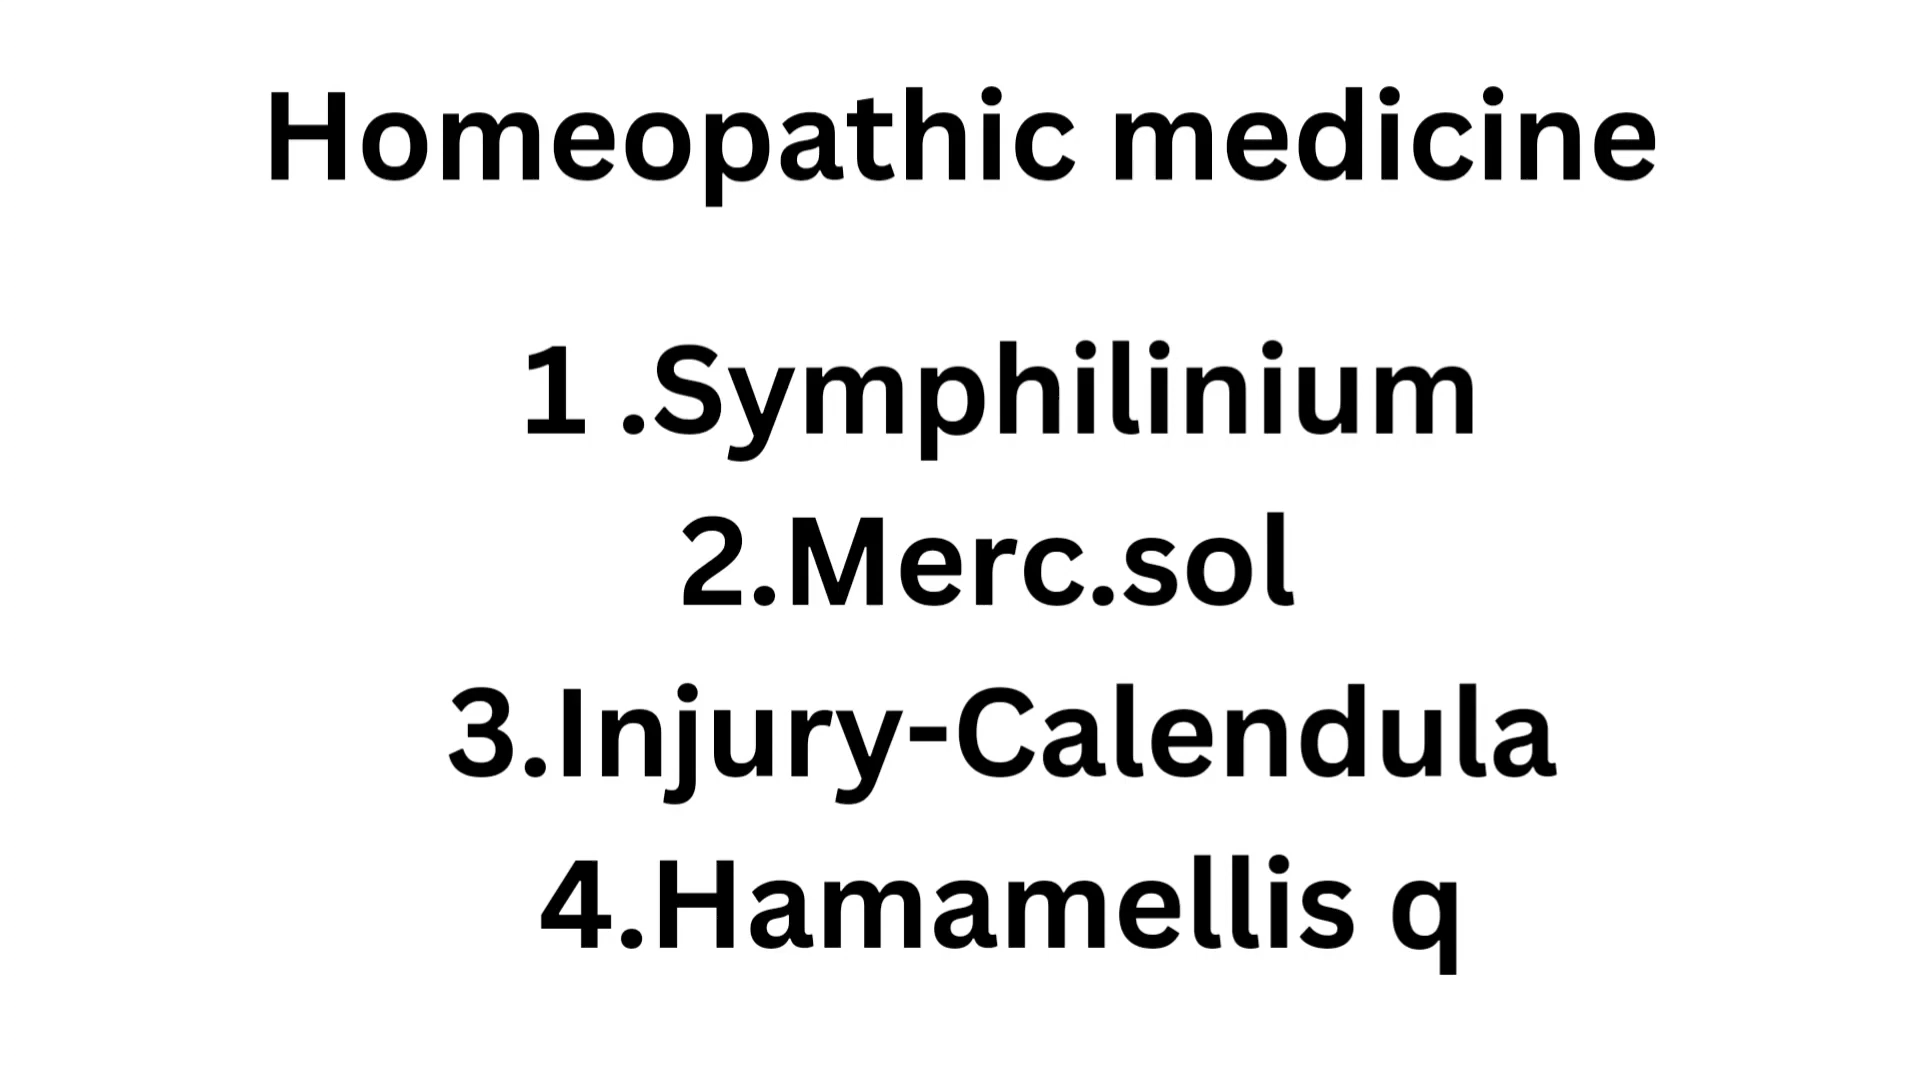 Homeopathic medicine
1 .Symphilinium
2.Merc.sol
3.Injury-Calendula
4.Hamamellis q